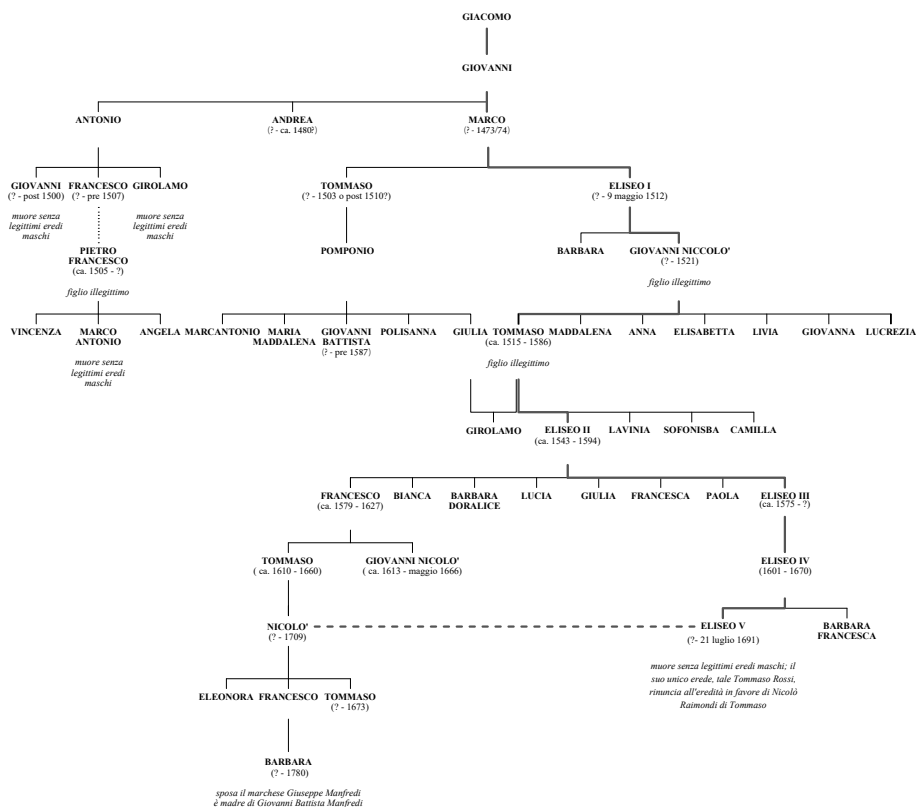 GIACOMO
GIOVANNI
ANTONIO
ANDREA
(? - ca. 1480?)
MARCO
(? - 1473/74)
GIOVANNI
(? - post 1500)
muore senza
legittimi eredi
maschi
FRANCESCO
(? - pre 1507)
GIROLAMO
muore senza
legittimi eredi
maschi
TOMMASO
(? - 1503 o post 1510?)
ELISEO I
(? - 9 maggio 1512)
PIETRO
FRANCESCO
(ca. 1505 - ?)
figlio illegittimo
POMPONIO
BARBARA
GIOVANNI NICCOLO'
(? - 1521)
figlio illegittimo
VINCENZA
MARCO
ANTONIO
muore senza
legittimi eredi
maschi
ANGELA
MARCANTONIO
MARIA
MADDALENA
GIOVANNI
BATTISTA
(? - pre 1587)
POLISANNA
GIULIA
TOMMASO
(ca. 1515 - 1586)
figlio illegittimo
MADDALENA
ANNA
ELISABETTA
LIVIA
GIOVANNA
LUCREZIA
GIROLAMO
ELISEO II
(ca. 1543 - 1594)
LAVINIA
SOFONISBA
CAMILLA
FRANCESCO
(ca. 1579 - 1627)
BIANCA
BARBARA
DORALICE
LUCIA
GIULIA
FRANCESCA
PAOLA
ELISEO III
(ca. 1575 - ?)
TOMMASO
( ca. 1610 - 1660)
GIOVANNI NICOLO'
( ca. 1613 - maggio 1666)
ELISEO IV
(1601 - 1670)
NICOLO'
(? - 1709)
ELISEO V
(?- 21 luglio 1691)
muore senza legittimi eredi maschi; il
suo unico erede, tale Tommaso Rossi,
rinuncia all'eredità in favore di Nicolò
Raimondi di Tommaso
BARBARA
FRANCESCA
ELEONORA
FRANCESCO
TOMMASO
(? - 1673)
BARBARA
(? - 1780)
sposa il marchese Giuseppe Manfredi
è madre di Giovanni Battista Manfredi